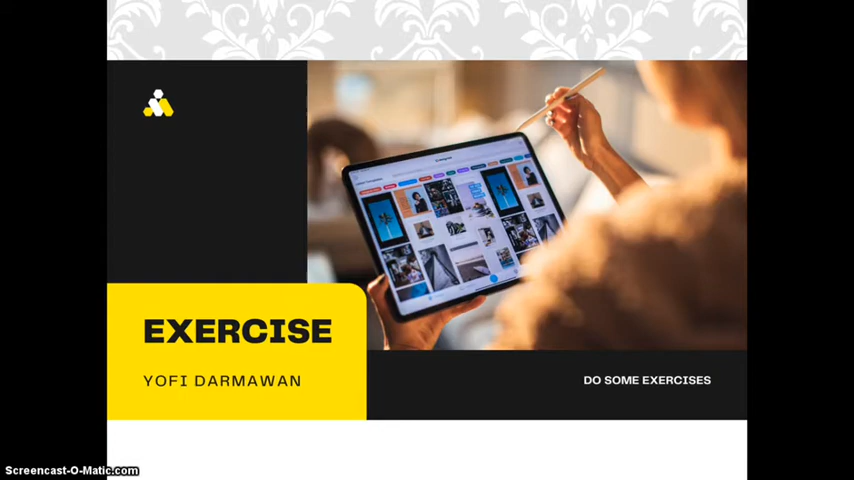 EXERCISE
YOFI DARMAWAN
DO SOME EXERCISES
Screencast-O-Matic.com